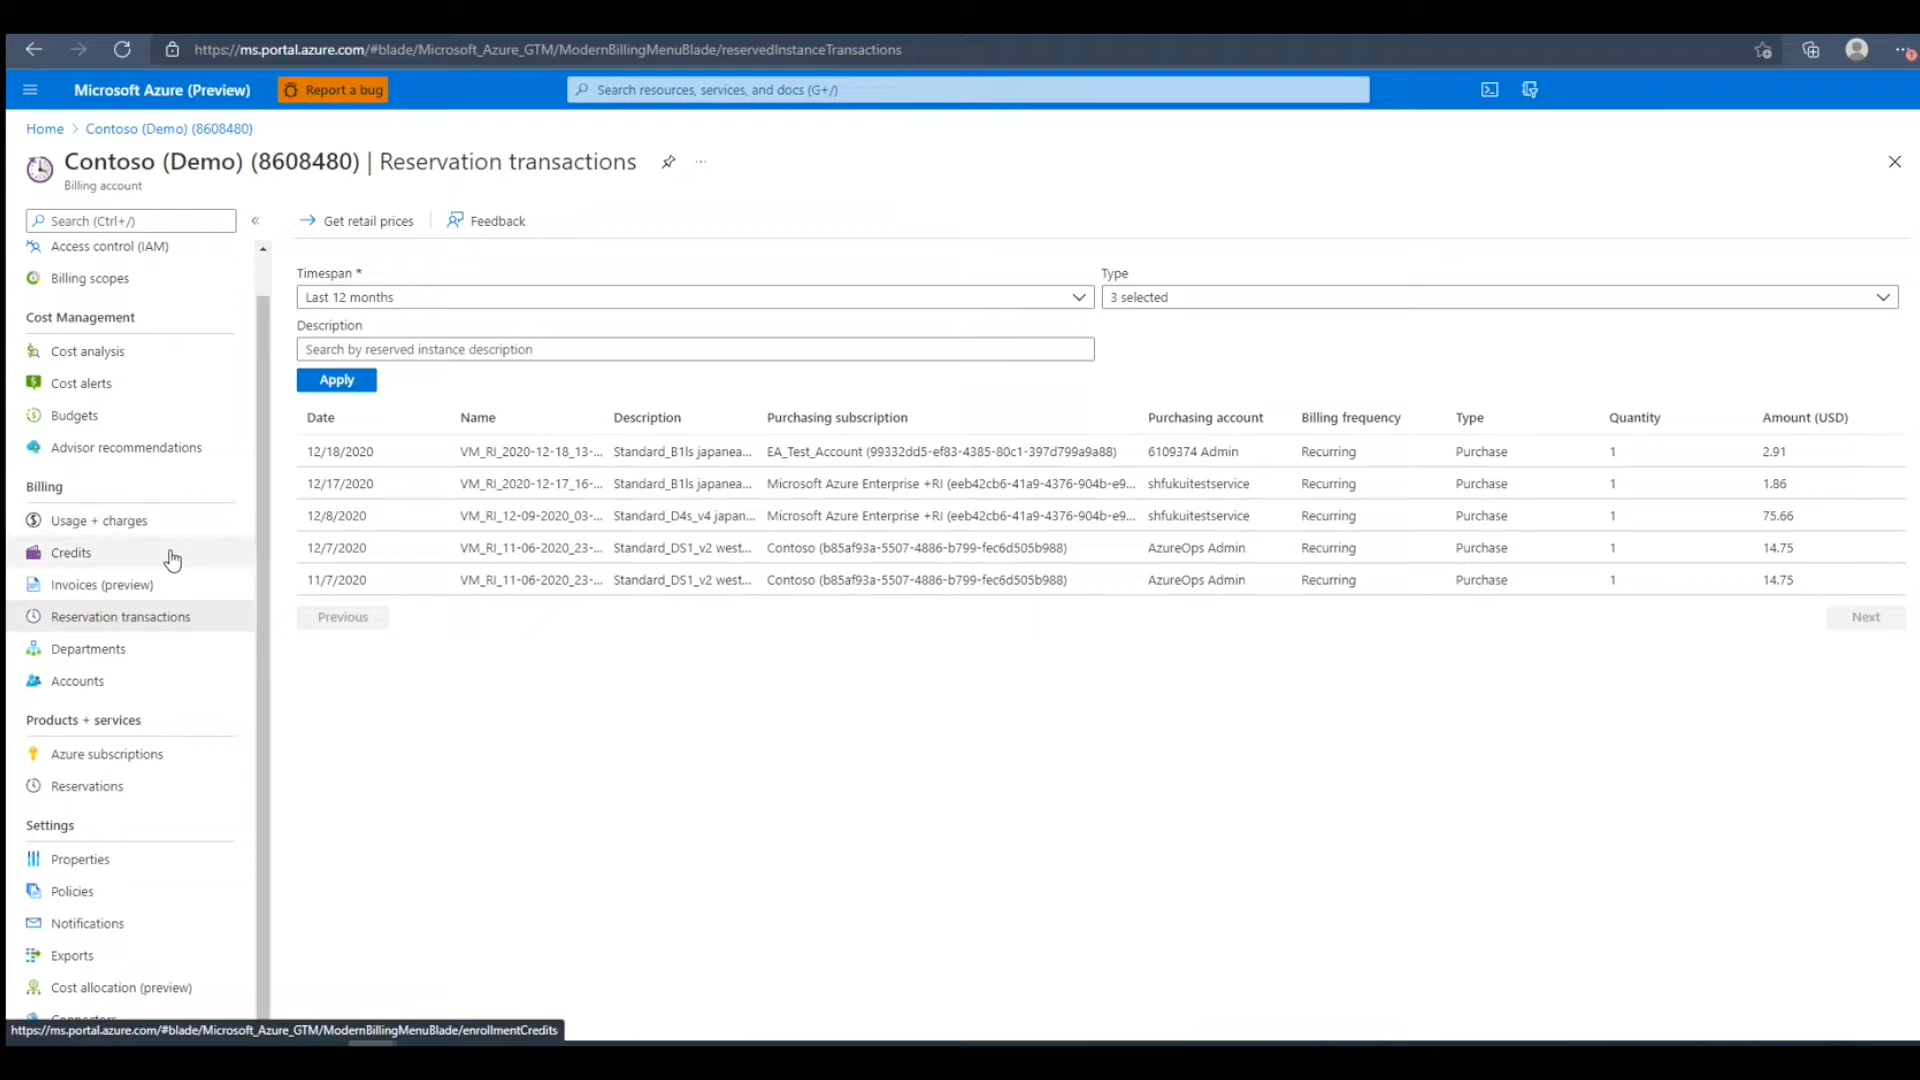 https://ms.portal.azure.com/#blade/Microsoft_Azure_GTM/ModernBillingMenuBlade/reservedInstanceTransactions
Microsoft Azure (Preview)
Report a bug
Search resources, services, and docs (G+/)
Home > Contoso (Demo) (8608480)
Contoso (Demo) (8608480) | Reservation transactions
Billing account
Search (Ctrl+/)
Get retail prices
Feedback
Access control (IAM)
Billing scopes
Cost Management
Cost analysis
Cost alerts
Budgets
Advisor recommendations
Billing
Usage + charges
Credits
Invoices (preview)
Reservation transactions
Departments
Accounts
Products + services
Azure subscriptions
Reservations
Settings
Properties
Policies
Notifications
Exports
Cost allocation (preview)
Timespan *
Last 12 months
Type
3 selected
Description
Search by reserved instance description
Apply
Date Name Description Purchasing subscription Purchasing account Billing frequency Type Quantity Amount (USD)
12/18/2020 VM_RI_2020-12-18_13-... Standard_B1ls japanea... EA_Test_Account (99332dd5-ef83-4385-80c1-397d799a9a88) 6109374 Admin Recurring Purchase 1 2.91
12/17/2020 VM_RI_2020-12-17_16-... Standard_B1ls japanea... Microsoft Azure Enterprise +RI (eeb42cb6-41a9-4376-904b-e9... shfukuitestservice Recurring Purchase 1 1.86
12/8/2020 VM_RI_12-09-2020_03-... Standard_D4s_v4 japan... Microsoft Azure Enterprise +RI (eeb42cb6-41a9-4376-904b-e9... shfukuitestservice Recurring Purchase 1 75.66
12/7/2020 VM_RI_11-06-2020_23-... Standard_DS1_v2 west... Contoso (b85af93a-5507-4886-b799-fec6d505b988) AzureOps Admin Recurring Purchase 1 14.75
11/7/2020 VM_RI_11-06-2020_23-... Standard_DS1_v2 west... Contoso (b85af93a-5507-4886-b799-fec6d505b988) AzureOps Admin Recurring Purchase 1 14.75
Previous
Next
https://ms.portal.azure.com/#blade/Microsoft_Azure_GTM/ModernBillingMenuBlade/enrollmentCredits